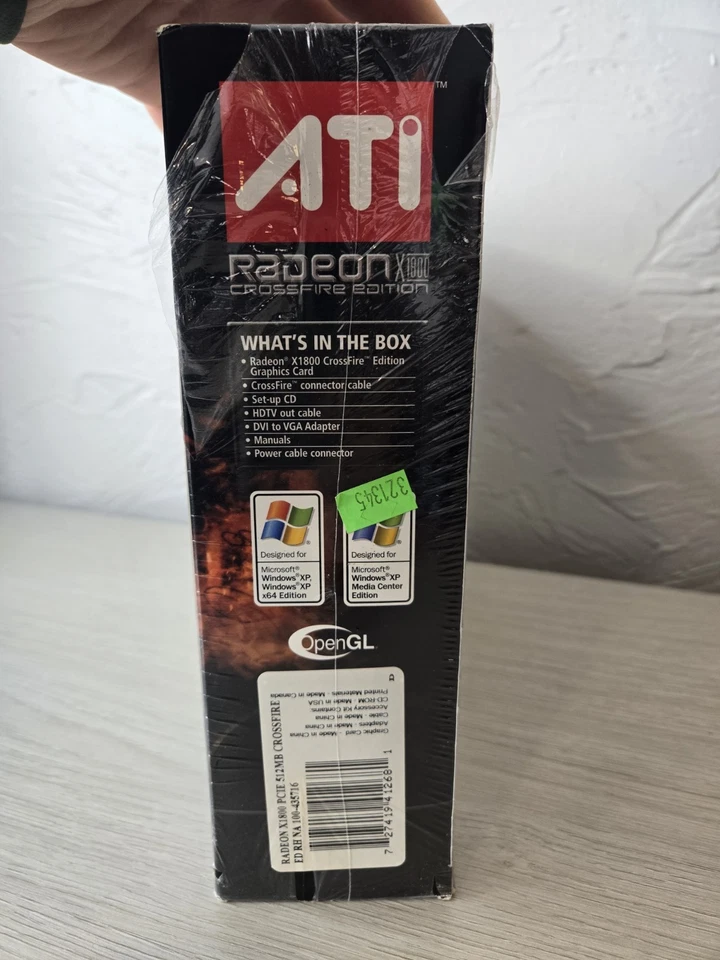 ATI™
RADEON X1800
CROSSFIRE EDITION
WHAT'S IN THE BOX
• Radeon® X1800 CrossFire™ Edition
Graphics Card
• CrossFire™ connector cable
• Set-up CD
• HDTV out cable
• DVI to VGA Adapter
• Manuals
• Power cable connector
321345
Designed for
Microsoft®
Windows®XP,
Windows®XP
x64 Edition
Designed for
Microsoft®
Windows®XP
Media Center
Edition
OpenGL
RADEON X1800 PCIE 512MB CROSSFIRE
ED RH NA 100-435716
Graphic Card - Made in China
Adapters - Made in China
Cable - Made in China
Accessory Kit Contains:
CD-ROM - Made in USA
Printed Materials - Made in Canada
7 27419 41268 1